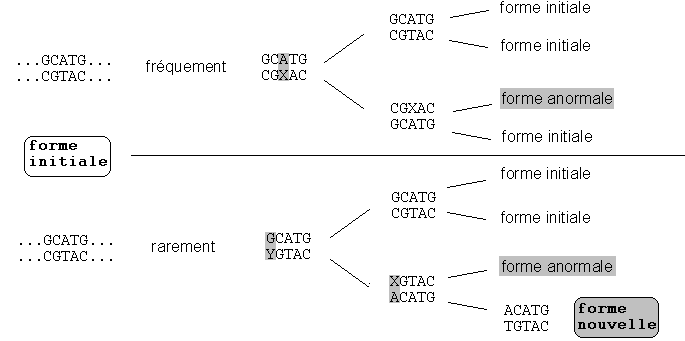 forme initiale
GCATG
CGTAC
forme initiale
...GCATG...
...CGTAC...
fréquement
GCATG
CGXAC
forme anormale
CGXAC
GCATG
forme initiale
forme
initiale
forme initiale
GCATG
CGTAC
forme initiale
...GCATG...
...CGTAC...
rarement
GCATG
YGTAC
forme anormale
XGTAC
ACATG
ACATG
TGTAC
forme
nouvelle